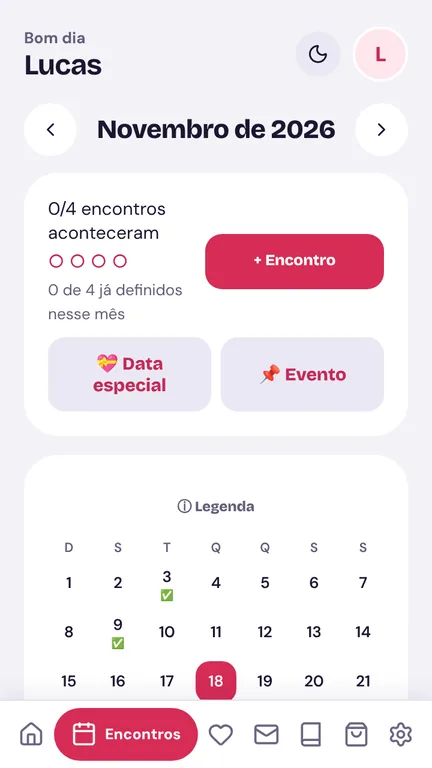 Bom dia
Lucas
L
Novembro de 2026
0/4 encontros
aconteceram
0 de 4 já definidos
nesse mês
+ Encontro
💝 Data
especial
📌 Evento
ⓘ Legenda
D S T Q Q S S
1 2 3 4 5 6 7
✅
8 9 10 11 12 13 14
✅
15 16 17 18 19 20 21
Encontros